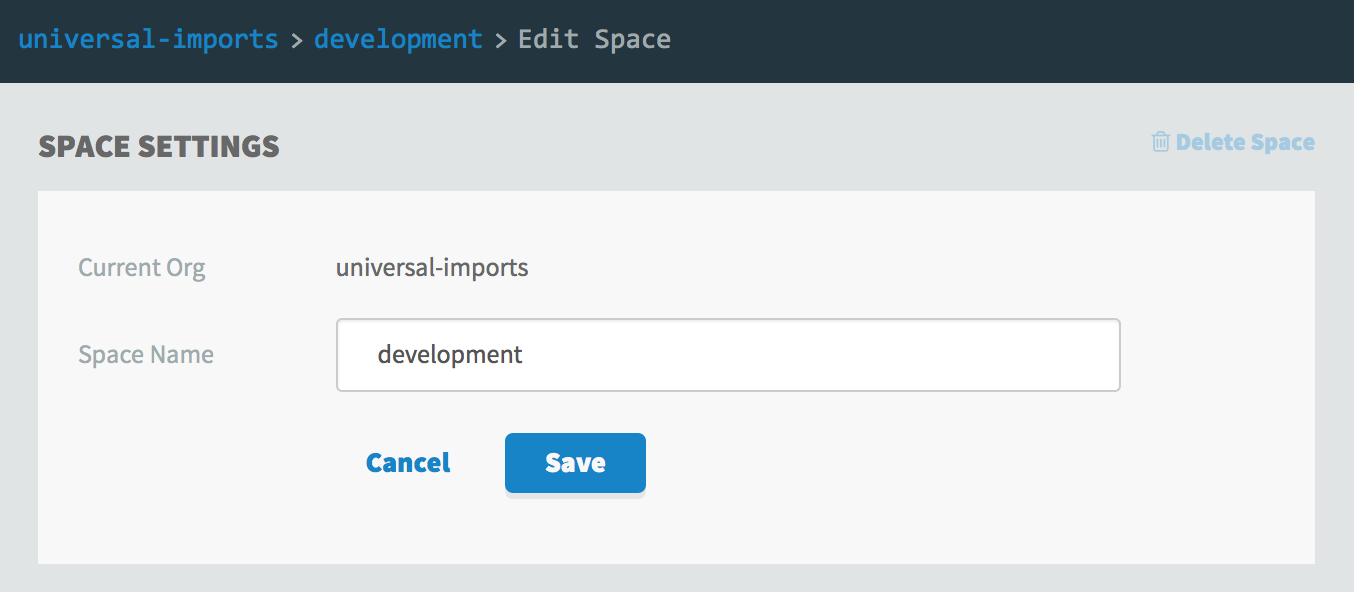 universal-imports > development > Edit Space
SPACE SETTINGS
Delete Space
Current Org universal-imports
Space Name development
Cancel Save